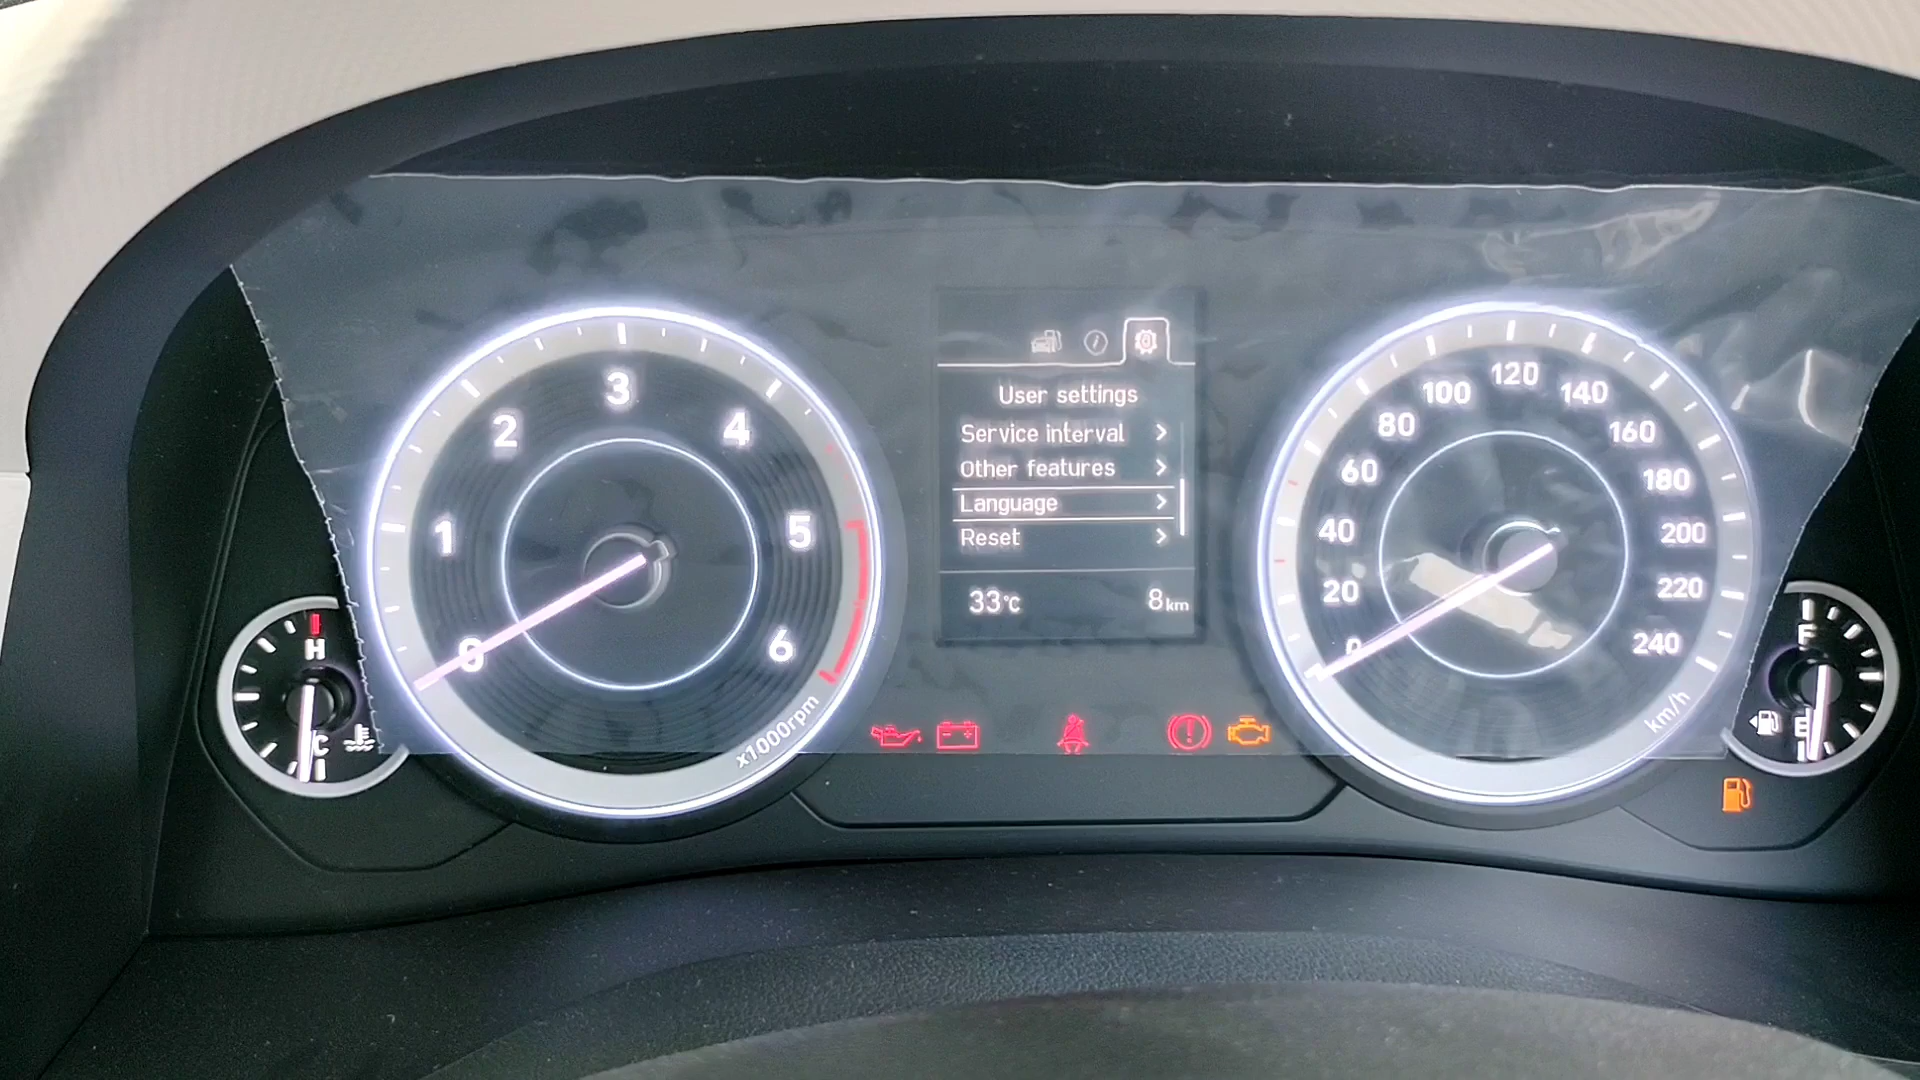 User settings
Service interval
Other features
Language
Reset
33°C
8km
0
1
2
3
4
5
6
x1000rpm
0
20
40
60
80
100
120
140
160
180
200
220
240
km/h
H
C
F
E